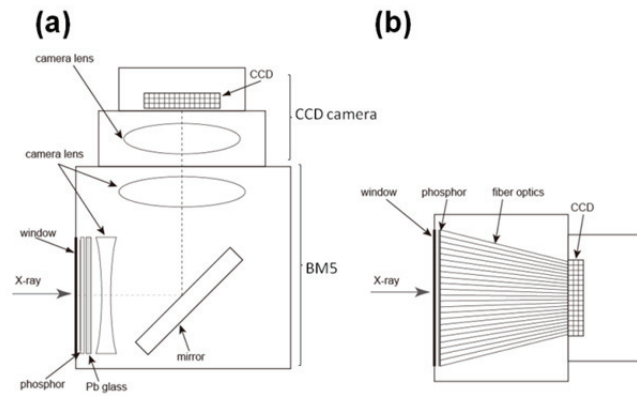 (a)
camera lens
CCD
CCD camera
camera lens
window
X-ray
BM5
mirror
phosphor
Pb glass
(b)
window
phosphor
fiber optics
CCD
X-ray